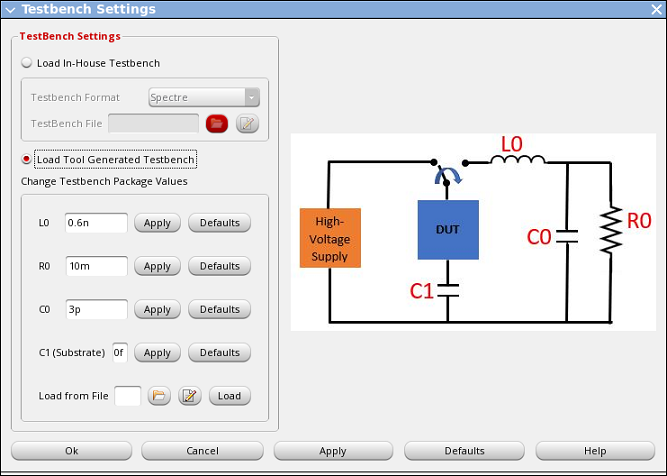 Testbench Settings
TestBench Settings
Load In-House Testbench
Testbench Format Spectre
TestBench File
Load Tool Generated Testbench
Change Testbench Package Values
L0 0.6n Apply Defaults
R0 10m Apply Defaults
C0 3p Apply Defaults
C1 (Substrate) 0f Apply Defaults
Load from File Load
L0
High-
Voltage
Supply
DUT
C0
R0
C1
Ok Cancel Apply Defaults Help